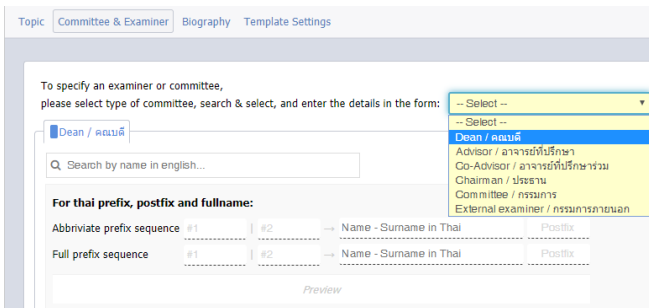 Topic Committee & Examiner Biography Template Settings
To specify an examiner or committee,
please select type of committee, search & select, and enter the details in the form: -- Select --
-- Select --
Dean / คณบดี
Advisor / อาจารย์ที่ปรึกษา
Co-Advisor / อาจารย์ที่ปรึกษาร่วม
Chairman / ประธาน
Committee / กรรมการ
External examiner / กรรมการภายนอก
Dean / คณบดี
Search by name in english...
For thai prefix, postfix and fullname:
Abbriviate prefix sequence #1 | #2 → Name - Surname in Thai Postfix
Full prefix sequence #1 | #2 → Name - Surname in Thai Postfix
Preview